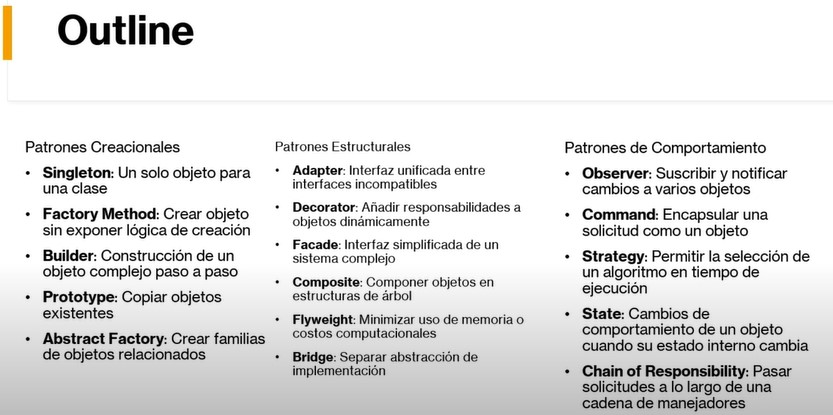 Outline
Patrones Creacionales
• Singleton: Un solo objeto para
una clase
• Factory Method: Crear objeto
sin exponer lógica de creación
• Builder: Construcción de un
objeto complejo paso a paso
• Prototype: Copiar objetos
existentes
• Abstract Factory: Crear familias
de objetos relacionados
Patrones Estructurales
• Adapter: Interfaz unificada entre
interfaces incompatibles
• Decorator: Añadir responsabilidades a
objetos dinámicamente
• Facade: Interfaz simplificada de un
sistema complejo
• Composite: Componer objetos en
estructuras de árbol
• Flyweight: Minimizar uso de memoria o
costos computacionales
• Bridge: Separar abstracción de
implementación
Patrones de Comportamiento
• Observer: Suscribir y notificar
cambios a varios objetos
• Command: Encapsular una
solicitud como un objeto
• Strategy: Permitir la selección de
un algoritmo en tiempo de
ejecución
• State: Cambios de
comportamiento de un objeto
cuando su estado interno cambia
• Chain of Responsibility: Pasar
solicitudes a lo largo de una
cadena de manejadores